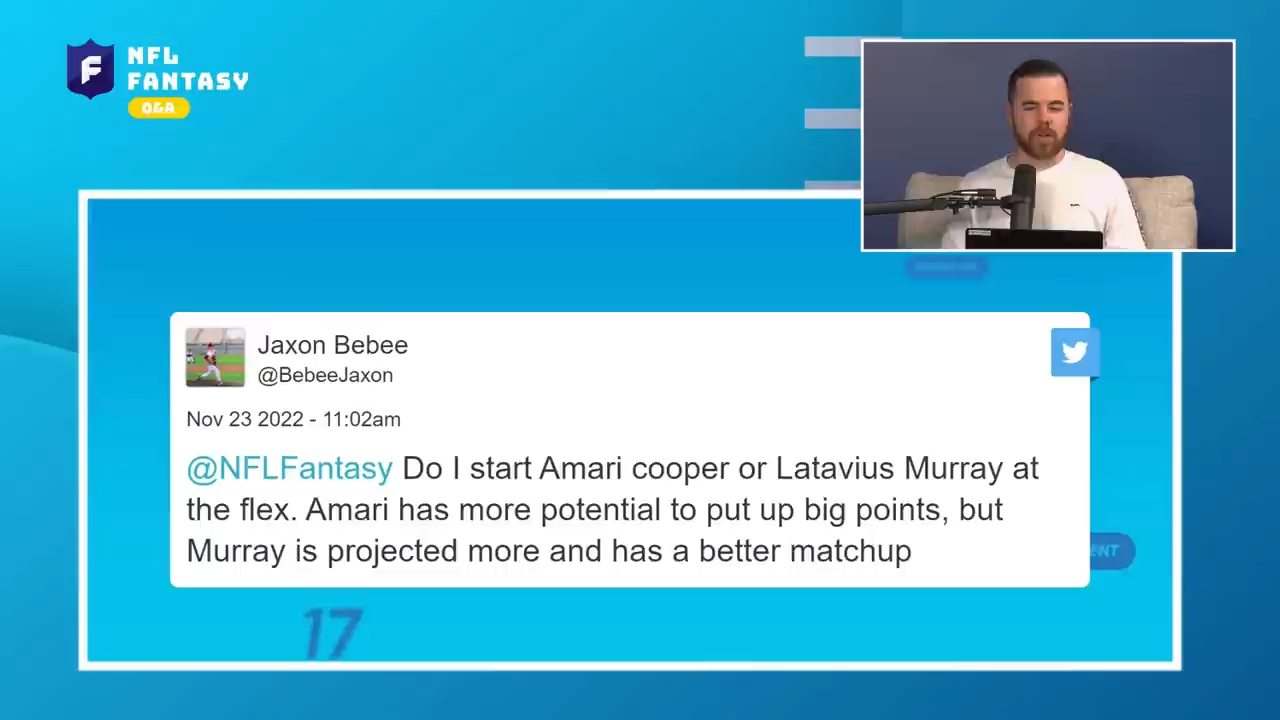 NFL
FANTASY
Q&A
Jaxon Bebee
@BebeeJaxon
Nov 23 2022 - 11:02am
@NFLFantasy Do I start Amari cooper or Latavius Murray at
the flex. Amari has more potential to put up big points, but
Murray is projected more and has a better matchup
ENT
17